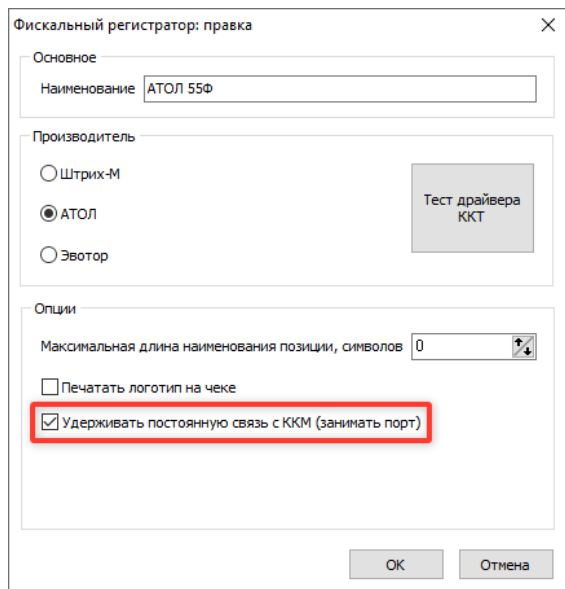 Фискальный регистратор: правка
Основное
Наименование АТОЛ 55Ф
Производитель
Штрих-М
АТОЛ
Эвотор
Тест драйвера
ККТ
Опции
Максимальная длина наименования позиции, символов 0
Печатать логотип на чеке
Удерживать постоянную связь с ККМ (занимать порт)
ОК Отмена